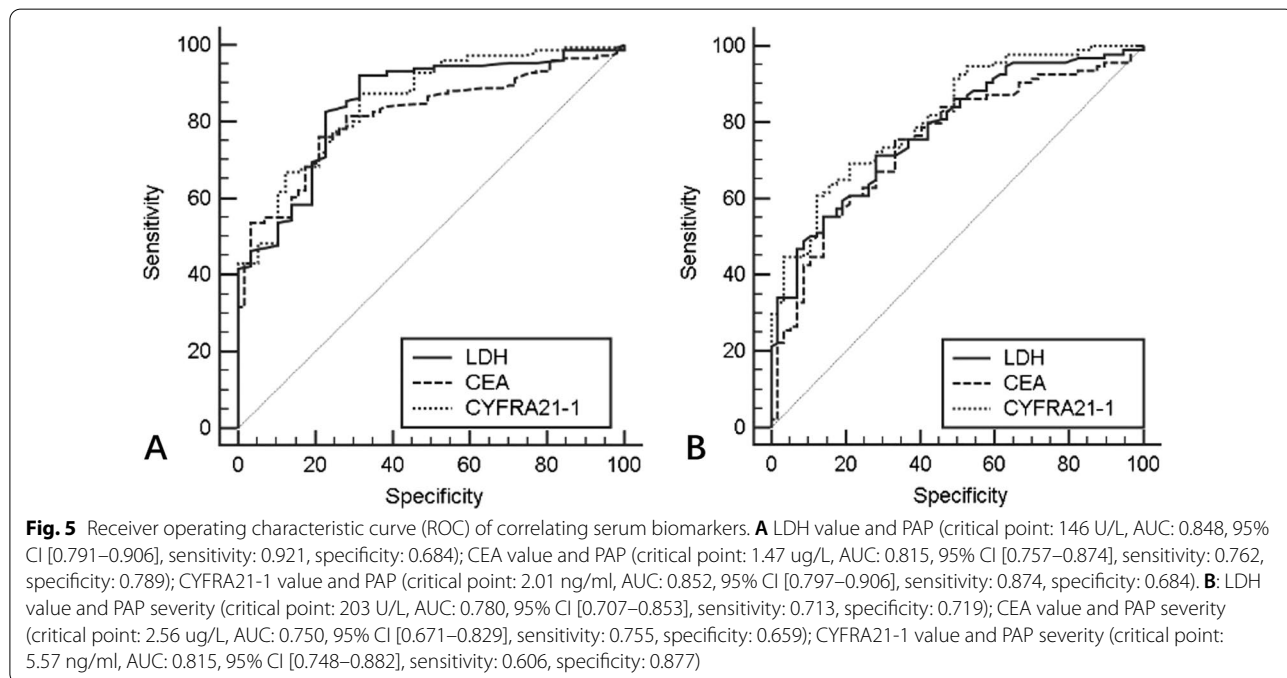 100
80
60
40
20
0
Sensitivity
LDH
CEA
CYFRA21-1
A
0 20 40 60 80 100
Specificity
100
80
60
40
20
0
Sensitivity
LDH
CEA
CYFRA21-1
B
0 20 40 60 80 100
Specificity
Fig. 5 Receiver operating characteristic curve (ROC) of correlating serum biomarkers. A LDH value and PAP (critical point: 146 U/L, AUC: 0.848, 95%
CI [0.791–0.906], sensitivity: 0.921, specificity: 0.684); CEA value and PAP (critical point: 1.47 ug/L, AUC: 0.815, 95% CI [0.757–0.874], sensitivity: 0.762,
specificity: 0.789); CYFRA21-1 value and PAP (critical point: 2.01 ng/ml, AUC: 0.852, 95% CI [0.797–0.906], sensitivity: 0.874, specificity: 0.684). B: LDH
value and PAP severity (critical point: 203 U/L, AUC: 0.780, 95% CI [0.707–0.853], sensitivity: 0.713, specificity: 0.719); CEA value and PAP severity
(critical point: 2.56 ug/L, AUC: 0.750, 95% CI [0.671–0.829], sensitivity: 0.755, specificity: 0.659); CYFRA21-1 value and PAP severity (critical point:
5.57 ng/ml, AUC: 0.815, 95% CI [0.748–0.882], sensitivity: 0.606, specificity: 0.877)